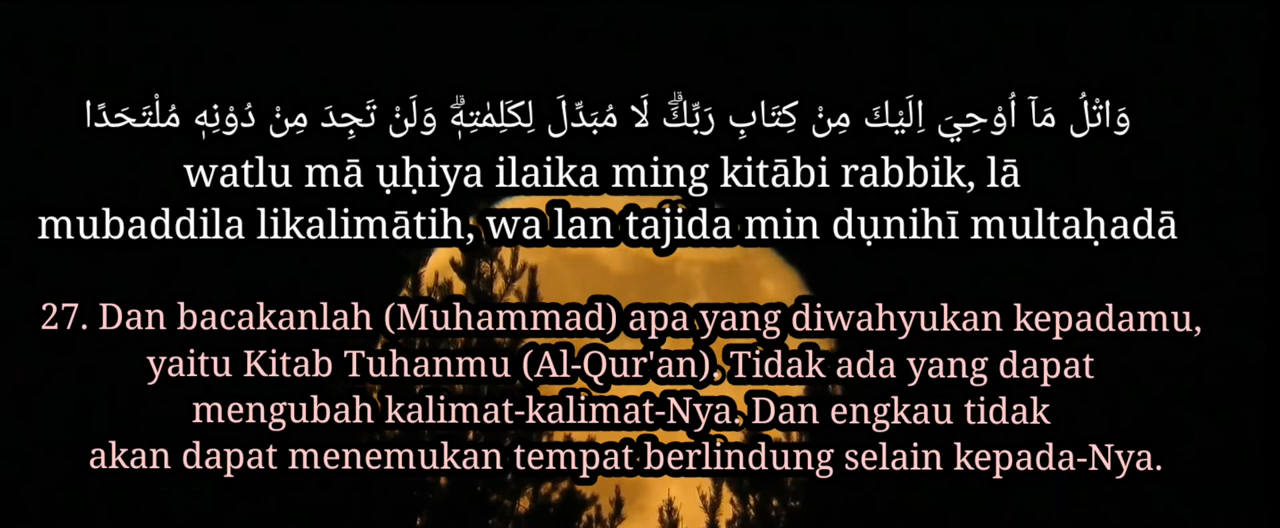 وَاتْلُ مَآ اُوْحِيَ اِلَيْكَ مِنْ كِتَابِ رَبِّكَۗ لَا مُبَدِّلَ لِكَلِمٰتِهٖۗ وَلَنْ تَجِدَ مِنْ دُوْنِهٖ مُلْتَحَدًا
watlu mā ụḥiya ilaika ming kitābi rabbik, lā
mubaddila likalimātih, wa lan tajida min dụnihī multaḥadā
27. Dan bacakanlah (Muhammad) apa yang diwahyukan kepadamu,
yaitu Kitab Tuhanmu (Al-Qur'an). Tidak ada yang dapat
mengubah kalimat-kalimat-Nya. Dan engkau tidak
akan dapat menemukan tempat berlindung selain kepada-Nya.